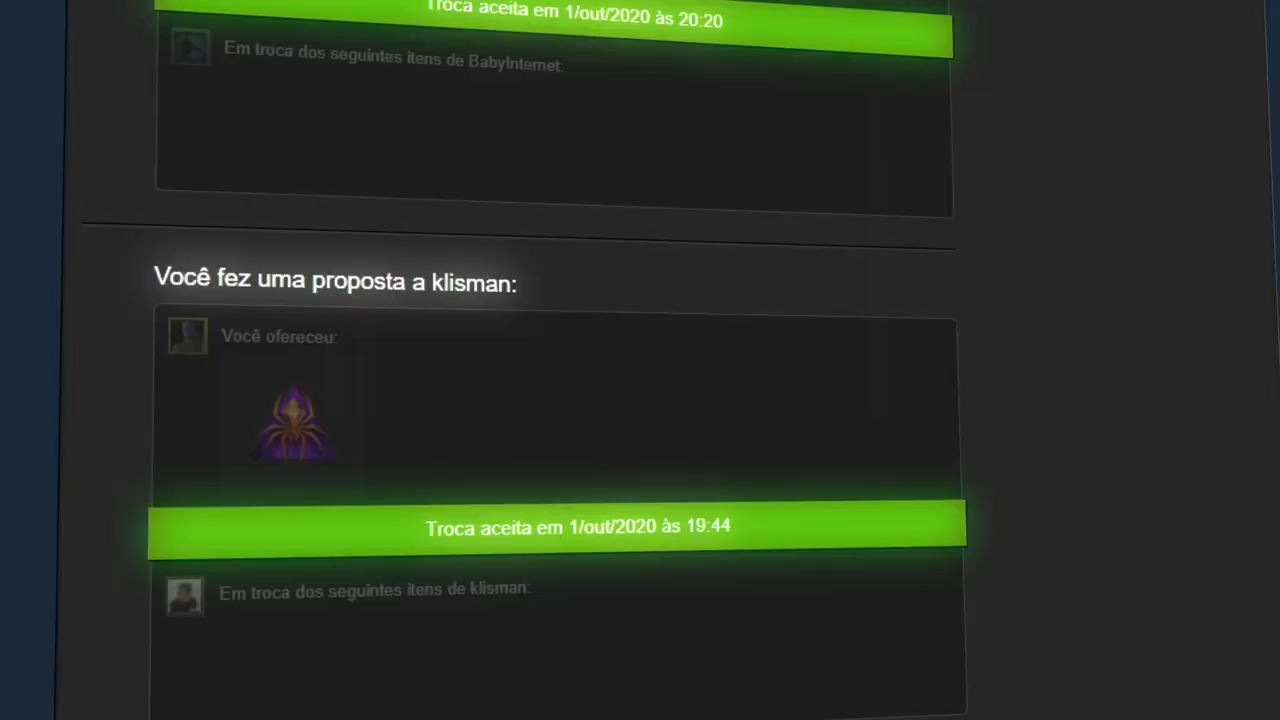 Troca aceita em 1/out/2020 às 20:20
Em troca dos seguintes itens de BabyInternet:
Você fez uma proposta a klisman:
Você ofereceu:
Troca aceita em 1/out/2020 às 19:44
Em troca dos seguintes itens de klisman: